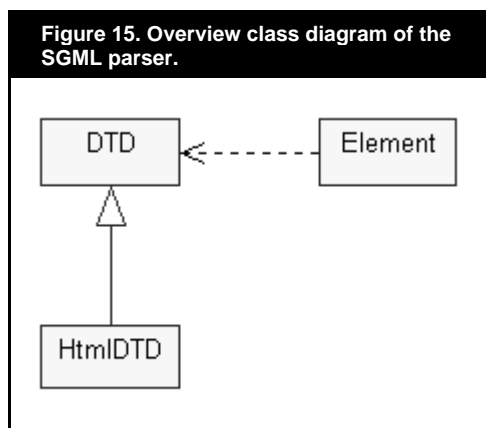 Figure 15. Overview class diagram of the
SGML parser.
DTD
Element
HtmlDTD